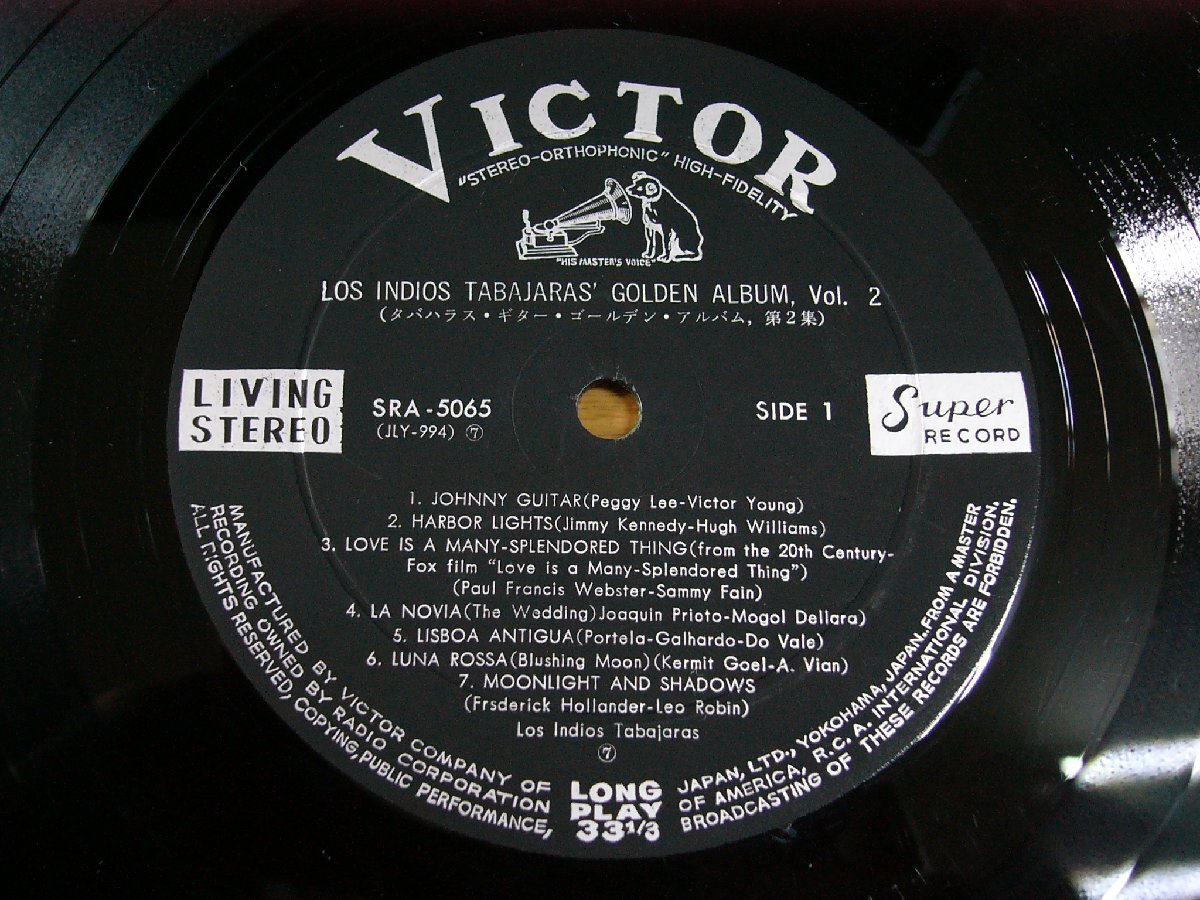 VICTOR
"STEREO-ORTHOPHONIC" HIGH-FIDELITY
"HIS MASTER'S VOICE"
LOS INDIOS TABAJARAS' GOLDEN ALBUM, Vol. 2
(タバハラス・ギター・ゴールデン・アルバム, 第2集)
LIVING
STEREO
SRA-5065
(JLY-994) ⑦
SIDE 1
Super
RECORD
1. JOHNNY GUITAR(Peggy Lee-Victor Young)
2. HARBOR LIGHTS(Jimmy Kennedy-Hugh Williams)
3. LOVE IS A MANY-SPLENDORED THING(from the 20th Century-
Fox film "Love is a Many-Splendored Thing")
(Paul Francis Webster-Sammy Fain)
4. LA NOVIA(The Wedding)Joaquin Prioto-Mogol Dellara)
5. LISBOA ANTIGUA(Portela-Galhardo-Do Vale)
6. LUNA ROSSA(Blushing Moon)(Kermit Goel-A. Vian)
7. MOONLIGHT AND SHADOWS
(Frsderick Hollander-Leo Robin)
Los Indios Tabajaras
⑦
LONG
PLAY
33 1/3
MANUFACTURED BY VICTOR COMPANY OF JAPAN, LTD., YOKOHAMA, JAPAN. FROM A MASTER
RECORDING OWNED BY RADIO CORPORATION OF AMERICA, R.C.A. INTERNATIONAL DIVISION.
ALL RIGHTS RESERVED, COPYING, PUBLIC PERFORMANCE, BROADCASTING OF THESE RECORDS ARE FORBIDDEN.